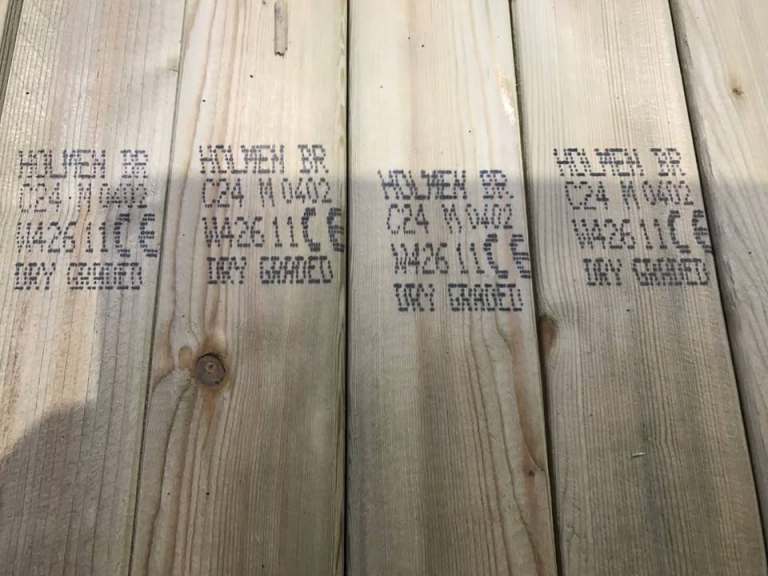 HOLMEN BR
C24 M 0402
W426 11 CE
DRY GRADED
HOLMEN BR
C24 M 0402
W426 11 CE
DRY GRADED
HOLMEN BR
C24 M 0402
W426 11 CE
DRY GRADED
HOLMEN BR
C24 M 0402
W426 11 CE
DRY GRADED